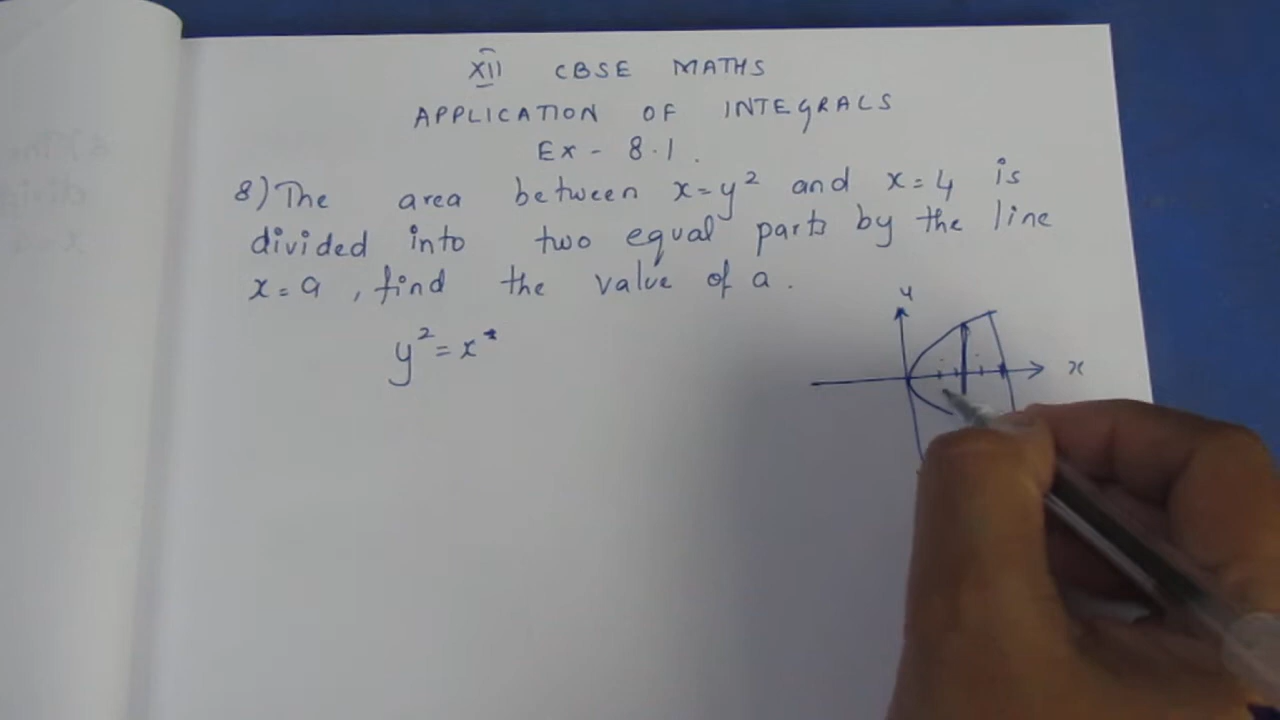 XII CBSE MATHS
APPLICATION OF INTEGRALS
Ex - 8.1.
8) The area between x=y² and x=4 is
divided into two equal parts by the line
x=a, find the value of a.
y
y²=x
x